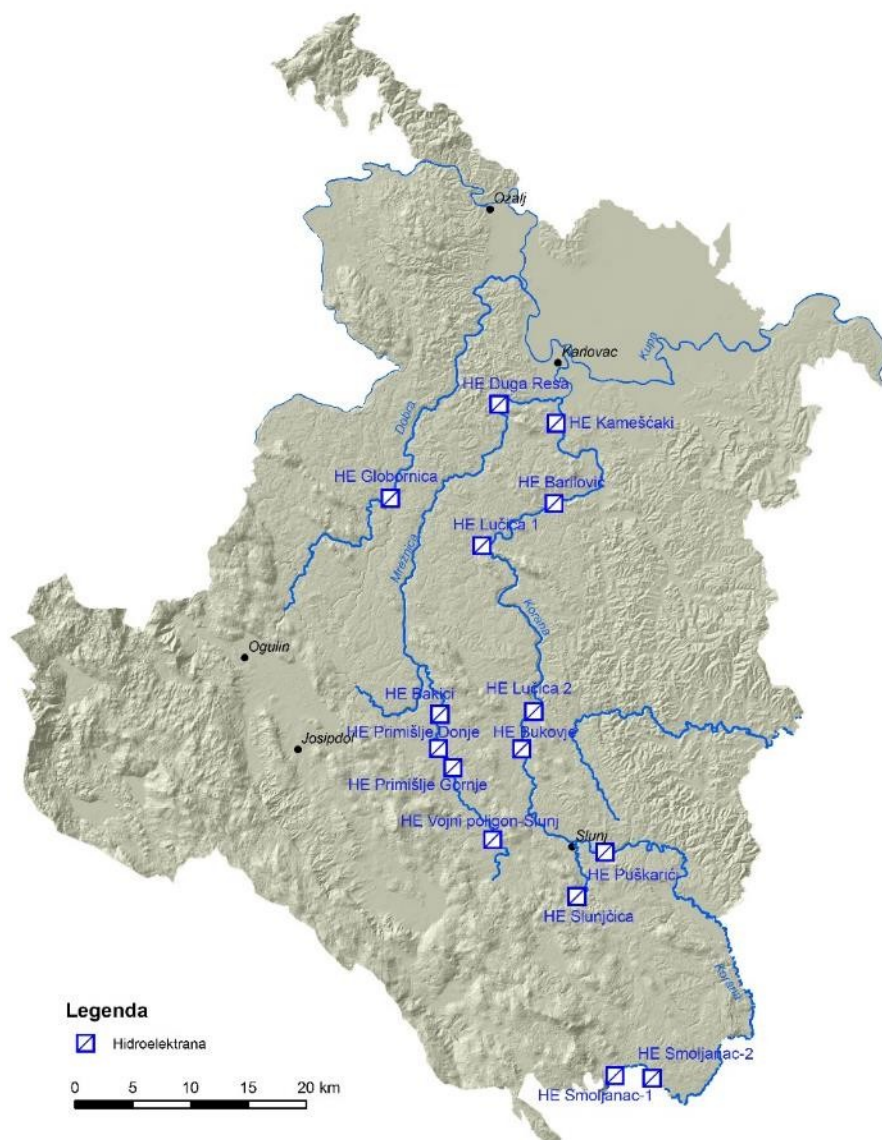 Ozalj
Karlovac
Kupa
HE Duga Resa
Dobra
HE Kamešćaki
HE Globornica
HE Barilović
HE Lučica 1
Mrežnica
Korana
Ogulin
HE Bakići
HE Lučica 2
HE Primišlje Donje
HE Bukovje
Josipdol
HE Primišlje Gornje
HE Vojni poligon-Slunj
Slunj
HE Puškarići
HE Slunjčica
Korana
Legenda
Hidroelektrana
HE Smoljanac-2
HE Smoljanac-1
0 5 10 15 20 km